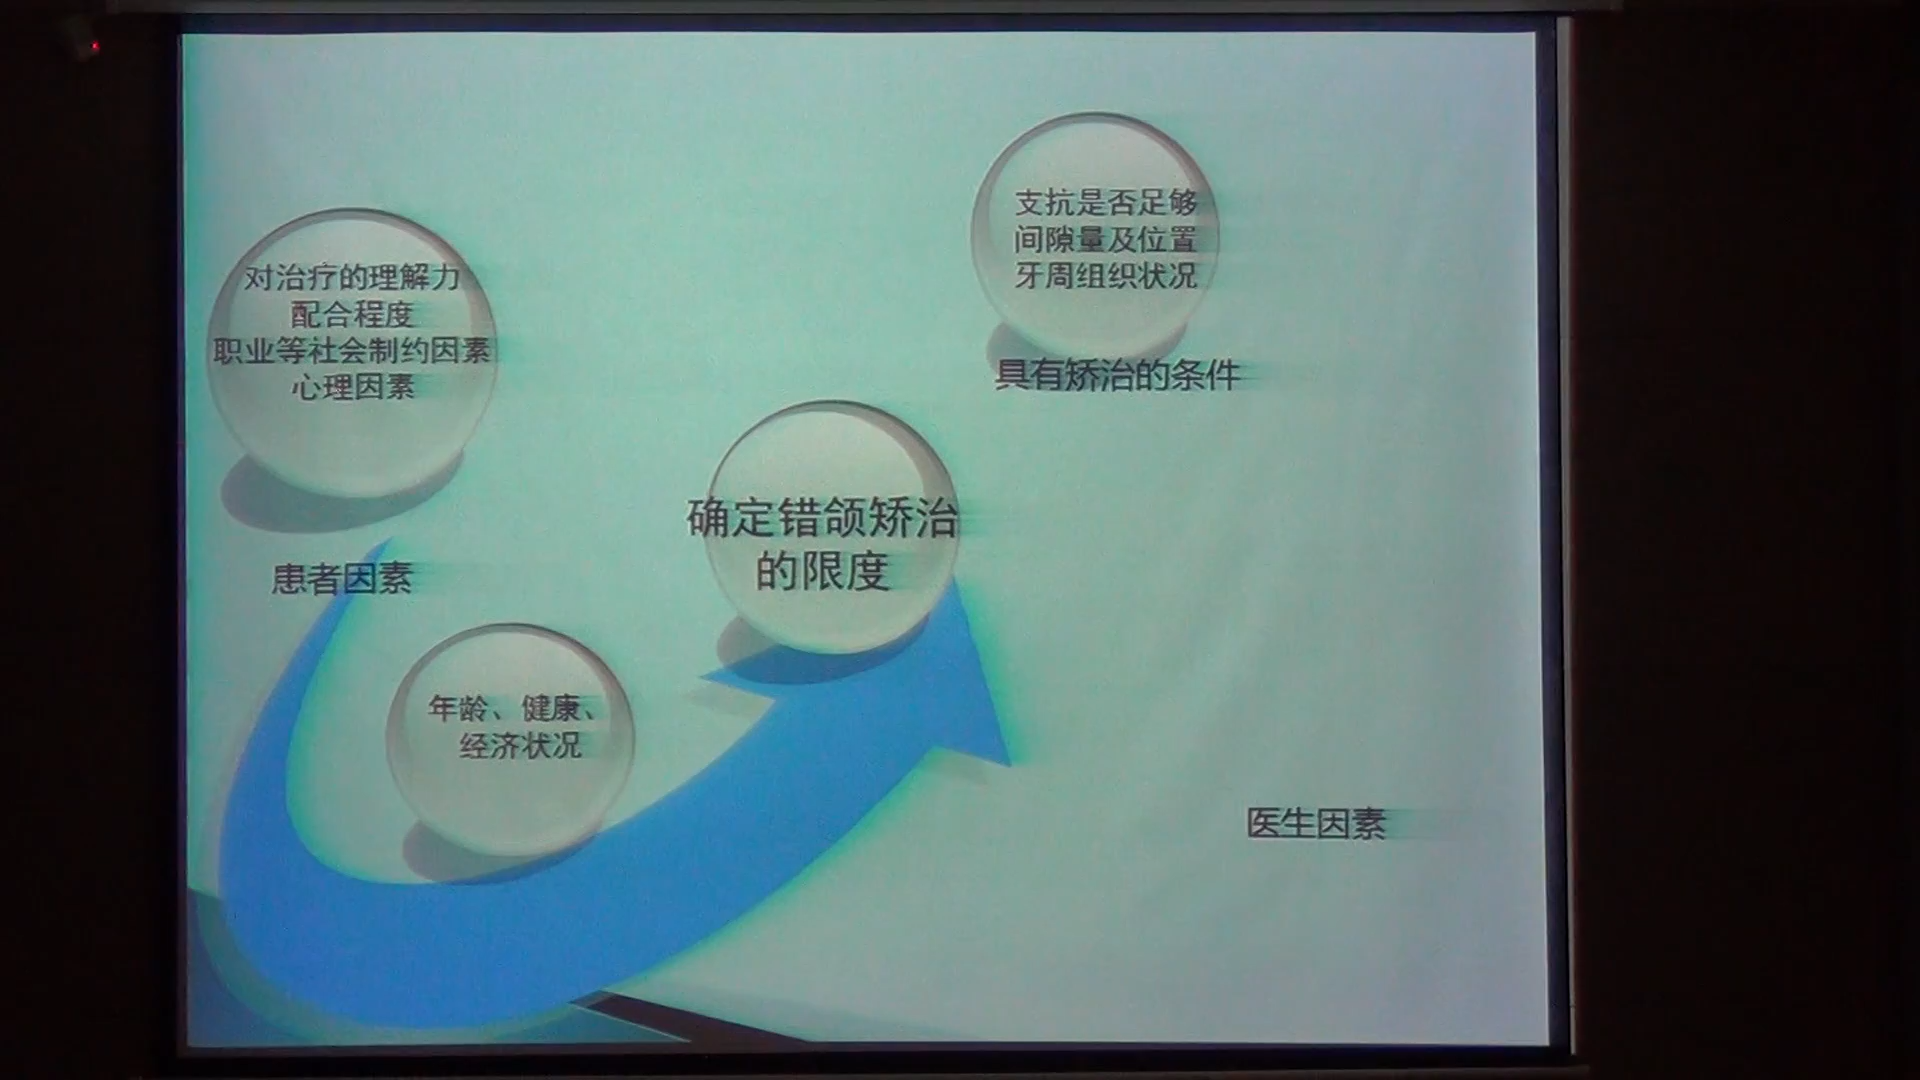 对治疗的理解力
配合程度
职业等社会制约因素
心理因素
患者因素
年龄、健康、
经济状况
确定错颌矫治
的限度
支抗是否足够
间隙量及位置
牙周组织状况
具有矫治的条件
医生因素